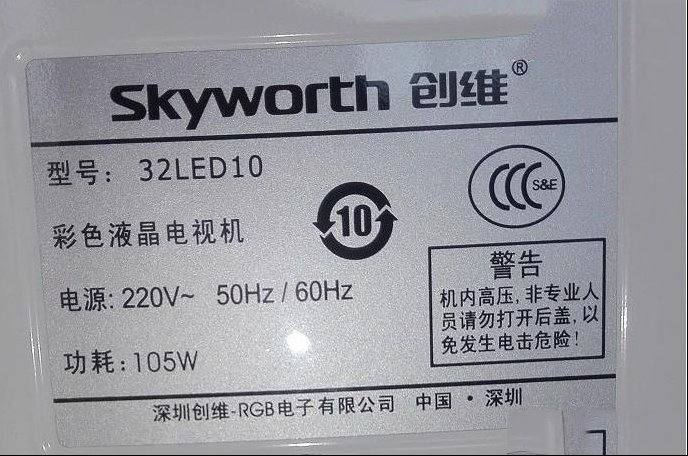 Skyworth 创维®
型号: 32LED10
CCC S&E
10
彩色液晶电视机
警告
机内高压, 非专业人
员请勿打开后盖, 以
免发生电击危险!
电源: 220V~ 50Hz / 60Hz
功耗: 105W
深圳创维-RGB电子有限公司 中国 · 深圳